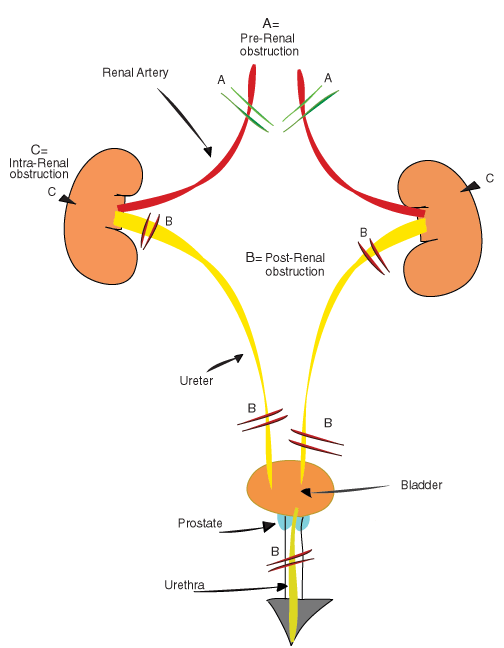 A=
Pre-Renal
obstruction
Renal Artery
A
A
C=
Intra-Renal
obstruction
C
C
B
B
B= Post-Renal
obstruction
Ureter
B
B
Bladder
Prostate
B
Urethra